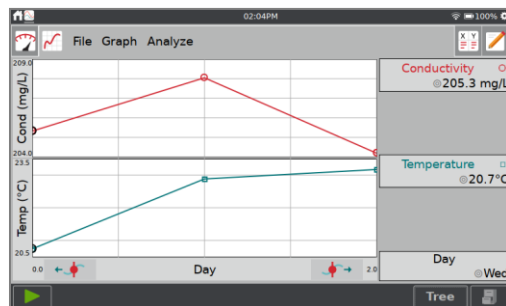 02:04PM
100%
File Graph Analyze
X Y
Cond (mg/L)
209.0
204.0
Conductivity
205.3 mg/L
Temp (°C)
23.5
20.5
Temperature
20.7°C
0.0
Day
2.0
Day
Wed
Tree